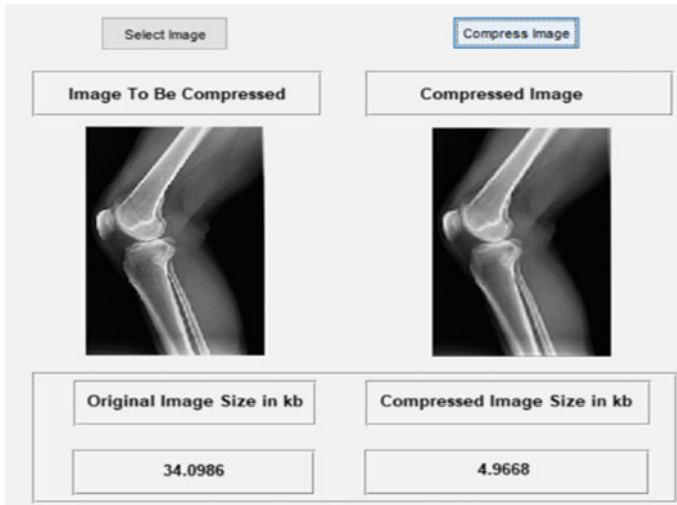 Select Image
Compress Image
Image To Be Compressed
Compressed Image
Original Image Size in kb
Compressed Image Size in kb
34.0986
4.9668